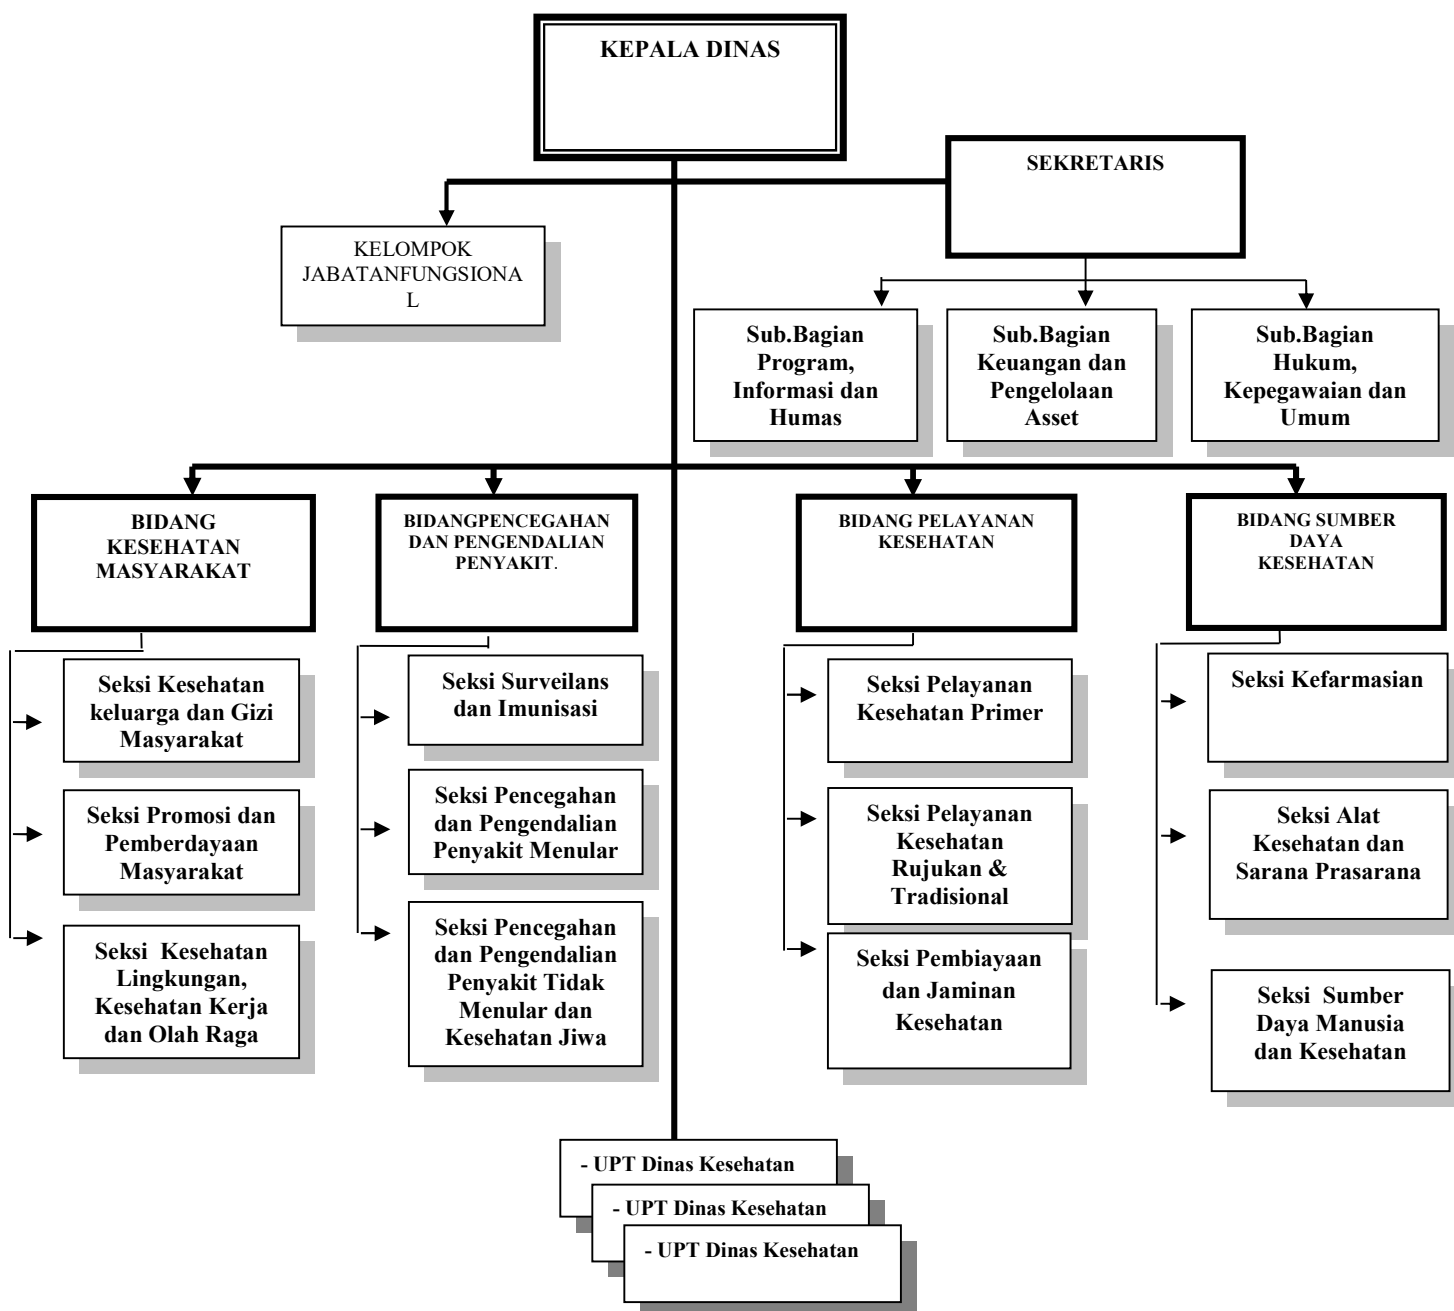 KEPALA DINAS
SEKRETARIS
KELOMPOK
JABATANFUNGSIONA
L
Sub.Bagian
Program,
Informasi dan
Humas
Sub.Bagian
Keuangan dan
Pengelolaan
Asset
Sub.Bagian
Hukum,
Kepegawaian dan
Umum
BIDANG
KESEHATAN
MASYARAKAT
BIDANGPENCEGAHAN
DAN PENGENDALIAN
PENYAKIT.
BIDANG PELAYANAN
KESEHATAN
BIDANG SUMBER
DAYA
KESEHATAN
Seksi Kesehatan
keluarga dan Gizi
Masyarakat
Seksi Promosi dan
Pemberdayaan
Masyarakat
Seksi Kesehatan
Lingkungan,
Kesehatan Kerja
dan Olah Raga
Seksi Surveilans
dan Imunisasi
Seksi Pencegahan
dan Pengendalian
Penyakit Menular
Seksi Pencegahan
dan Pengendalian
Penyakit Tidak
Menular dan
Kesehatan Jiwa
Seksi Pelayanan
Kesehatan Primer
Seksi Pelayanan
Kesehatan
Rujukan &
Tradisional
Seksi Pembiayaan
dan Jaminan
Kesehatan
Seksi Kefarmasian
Seksi Alat
Kesehatan dan
Sarana Prasarana
Seksi Sumber
Daya Manusia
dan Kesehatan
- UPT Dinas Kesehatan
- UPT Dinas Kesehatan
- UPT Dinas Kesehatan